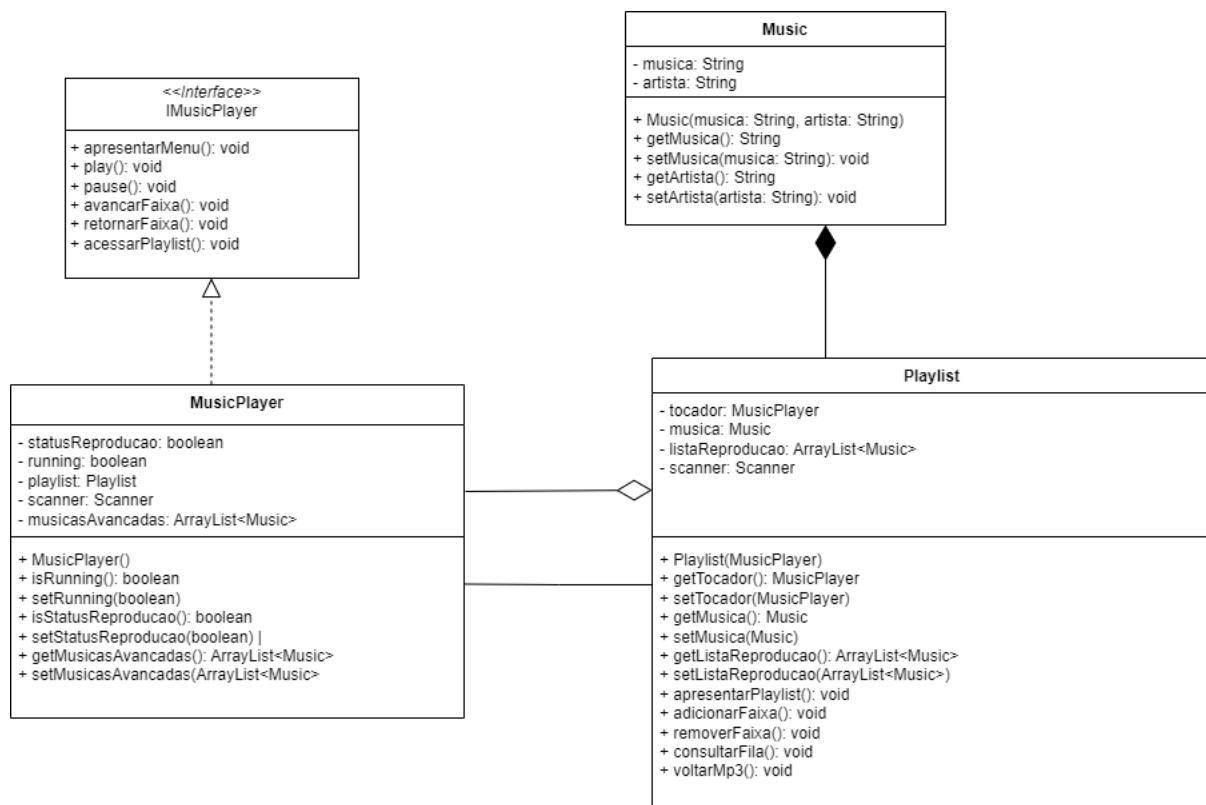 Music
- musica: String
- artista: String
+ Music(musica: String, artista: String)
+ getMusica(): String
+ setMusica(musica: String): void
+ getArtista(): String
+ setArtista(artista: String): void
<<Interface>>
IMusicPlayer
+ apresentarMenu(): void
+ play(): void
+ pause(): void
+ avancarFaixa(): void
+ retornarFaixa(): void
+ acessarPlaylist(): void
MusicPlayer
- statusReproducao: boolean
- running: boolean
- playlist: Playlist
- scanner: Scanner
- musicasAvancadas: ArrayList<Music>
+ MusicPlayer()
+ isRunning(): boolean
+ setRunning(boolean)
+ isStatusReproducao(): boolean
+ setStatusReproducao(boolean) |
+ getMusicasAvancadas(): ArrayList<Music>
+ setMusicasAvancadas(ArrayList<Music>
Playlist
- tocador: MusicPlayer
- musica: Music
- listaReproducao: ArrayList<Music>
- scanner: Scanner
+ Playlist(MusicPlayer)
+ getTocador(): MusicPlayer
+ setTocador(MusicPlayer)
+ getMusica(): Music
+ setMusica(Music)
+ getListaReproducao(): ArrayList<Music>
+ setListaReproducao(ArrayList<Music>)
+ apresentarPlaylist(): void
+ adicionarFaixa(): void
+ removerFaixa(): void
+ consultarFila(): void
+ voltarMp3(): void